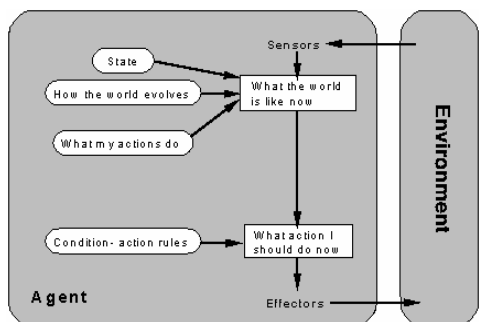 Sensors
State
What the world
is like now
How the world evolves
What my actions do
Environment
Condition- action rules
What action I
should do now
Agent
Effectors